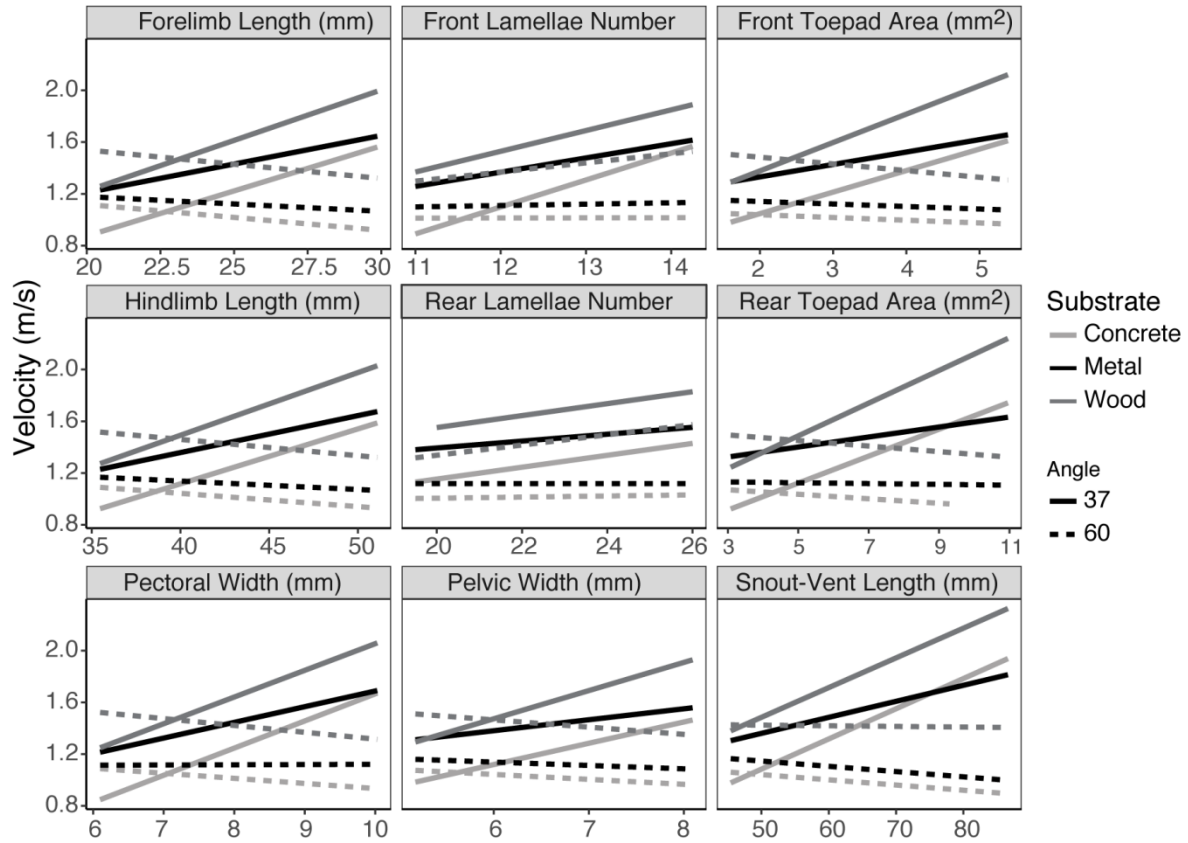 Forelimb Length (mm) Front Lamellae Number Front Toepad Area (mm²)
2.0
1.6
1.2
0.8
20 22.5 25 27.5 30 11 12 13 14 2 3 4 5
Hindlimb Length (mm) Rear Lamellae Number Rear Toepad Area (mm²)
Velocity (m/s)
2.0
1.6
1.2
0.8
35 40 45 50 20 22 24 26 3 5 7 9 11
Pectoral Width (mm) Pelvic Width (mm) Snout-Vent Length (mm)
2.0
1.6
1.2
0.8
6 7 8 9 10 6 7 8 50 60 70 80
Substrate
Concrete
Metal
Wood
Angle
37
60